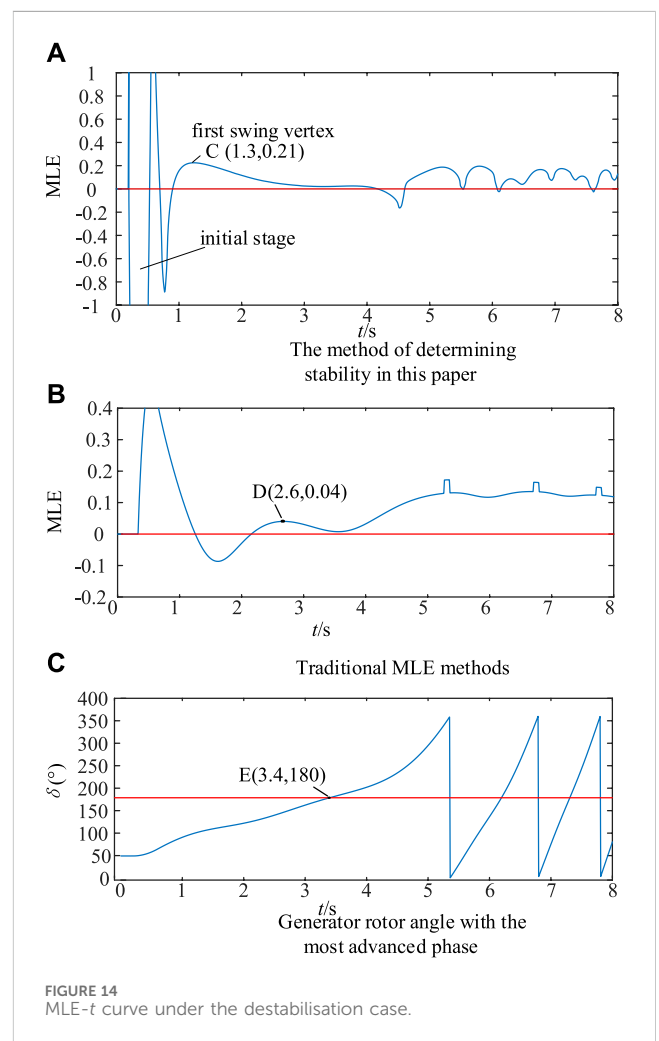 A
1
0.8
0.6
0.4
0.2
0
-0.2
-0.4
-0.6
-0.8
-1
MLE
first swing vertex
C (1.3,0.21)
initial stage
0 1 2 3 4 5 6 7 8
t/s
The method of determining
stability in this paper
B
0.4
0.3
0.2
0.1
0
-0.1
-0.2
MLE
D(2.6,0.04)
0 1 2 3 4 5 6 7 8
t/s
Traditional MLE methods
C
400
350
300
250
200
150
100
50
0
δ(°)
E(3.4,180)
0 1 2 3 4 5 6 7 8
t/s
Generator rotor angle with the
most advanced phase
FIGURE 14
MLE-t curve under the destabilisation case.